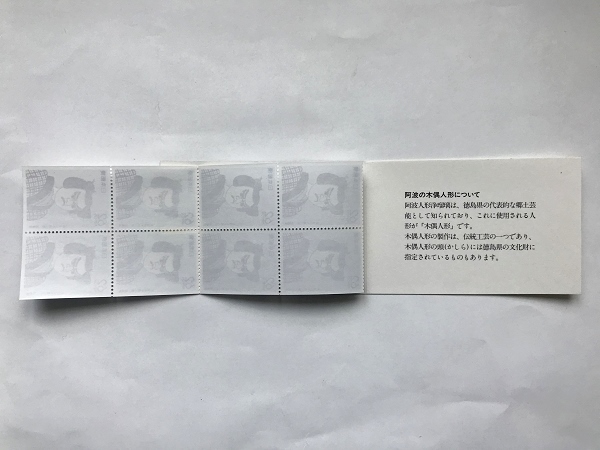 阿波の木偶人形について
阿波人形浄瑠璃は、徳島県の代表的な郷土芸
能として知られており、これに使用される人
形が「木偶人形」です。
木偶人形の製作は、伝統工芸の一つであり、
木偶人形の頭(かしら)には徳島県の文化財に
指定されているものもあります。